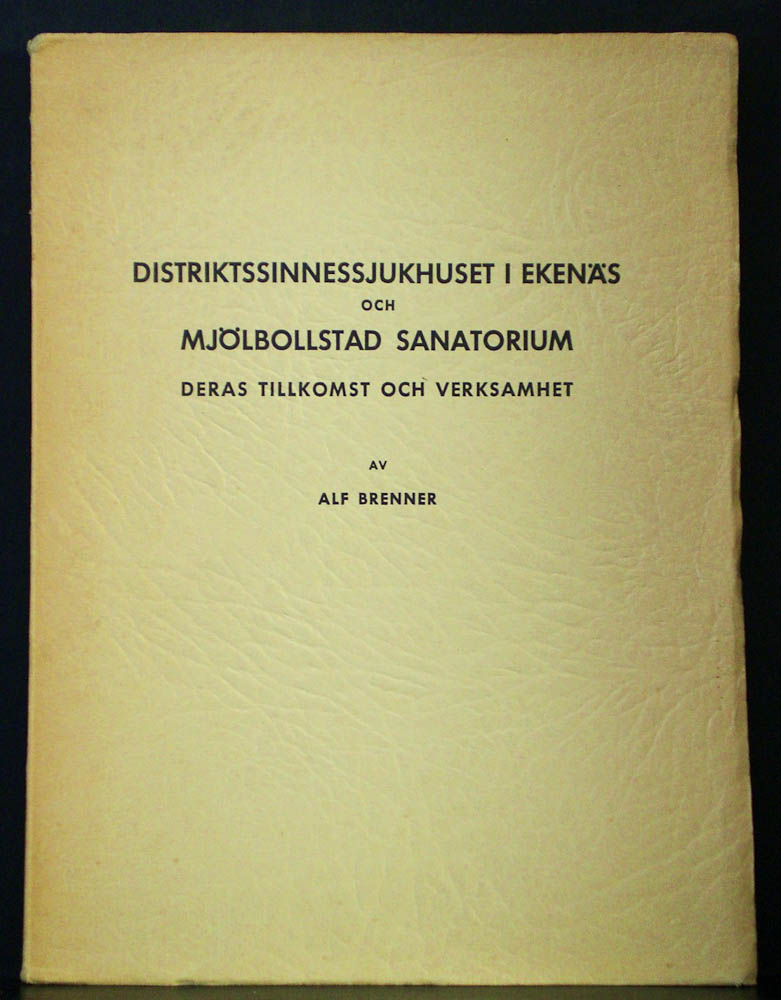 DISTRIKTSSINNESSJUKHUSET I EKENÄS
OCH
MJÖLBOLLSTAD SANATORIUM
DERAS TILLKOMST OCH VERKSAMHET
AV
ALF BRENNER